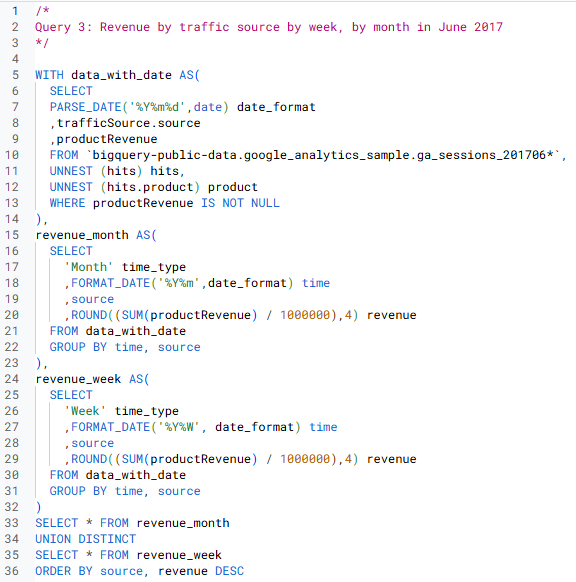 1 /*
2 Query 3: Revenue by traffic source by week, by month in June 2017
3 */
4
5 WITH data_with_date AS(
6 SELECT
7 PARSE_DATE('%Y%m%d',date) date_format
8 ,trafficSource.source
9 ,productRevenue
10 FROM `bigquery-public-data.google_analytics_sample.ga_sessions_201706*`,
11 UNNEST (hits) hits,
12 UNNEST (hits.product) product
13 WHERE productRevenue IS NOT NULL
14 ),
15 revenue_month AS(
16 SELECT
17 'Month' time_type
18 ,FORMAT_DATE('%Y%m',date_format) time
19 ,source
20 ,ROUND((SUM(productRevenue) / 1000000),4) revenue
21 FROM data_with_date
22 GROUP BY time, source
23 ),
24 revenue_week AS(
25 SELECT
26 'Week' time_type
27 ,FORMAT_DATE('%Y%W', date_format) time
28 ,source
29 ,ROUND((SUM(productRevenue) / 1000000),4) revenue
30 FROM data_with_date
31 GROUP BY time, source
32 )
33 SELECT * FROM revenue_month
34 UNION DISTINCT
35 SELECT * FROM revenue_week
36 ORDER BY source, revenue DESC